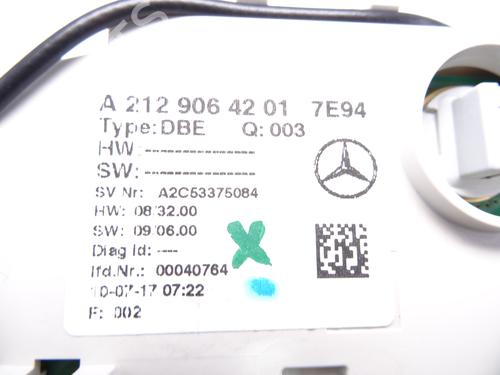 A 212 906 42 01 7E94
Type: DBE Q: 003
HW: ---------------
SW: ---------------
SV Nr: A2C53375084
HW: 08/32.00
SW: 09/06.00
Diag Id: ----
lfd.Nr.: 00040764
10-07-17 07:22
F: 002